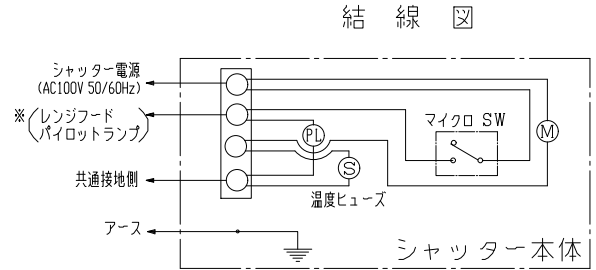 結線図
シャッター電源
(AC100V 50/60Hz)
※(レンジフード
パイロットランプ)
共通接地側
アース
PL
S
温度ヒューズ
マイクロ SW
M
シャッター本体